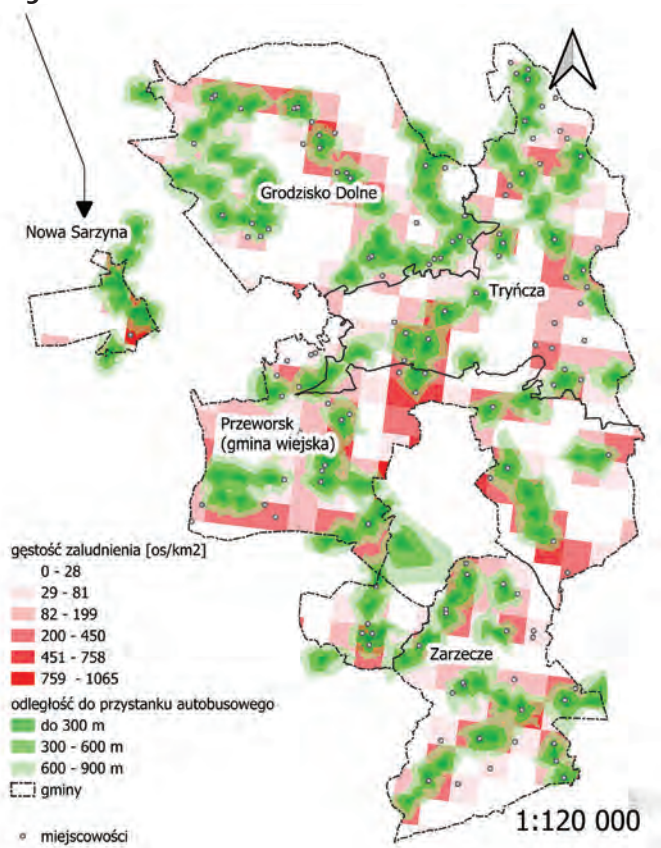 Grodzisko Dolne
Nowa Sarzyna
Tryńcza
Przeworsk
(gmina wiejska)
Zarzecze
gęstość zaludnienia [os/km2]
0 - 28
29 - 81
82 - 199
200 - 450
451 - 758
759 - 1065
odległość do przystanku autobusowego
do 300 m
300 - 600 m
600 - 900 m
gminy
miejscowości
1:120 000